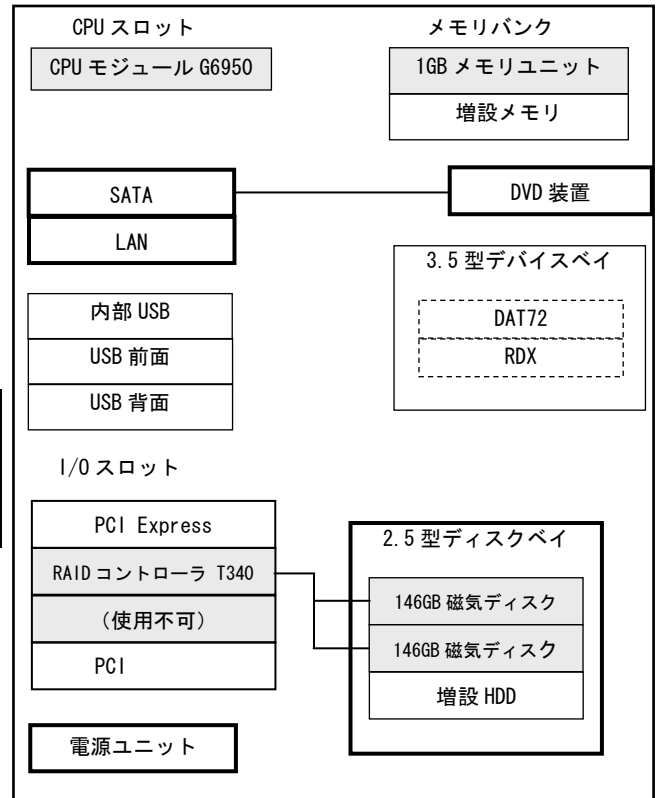 CPU スロット
CPU モジュール G6950
メモリバンク
1GB メモリユニット
増設メモリ
SATA
LAN
DVD 装置
3.5 型デバイスベイ
DAT72
RDX
内部 USB
USB 前面
USB 背面
I/O スロット
PCI Express
RAID コントローラ T340
（使用不可）
PCI
2.5 型ディスクベイ
146GB 磁気ディスク
146GB 磁気ディスク
増設 HDD
電源ユニット